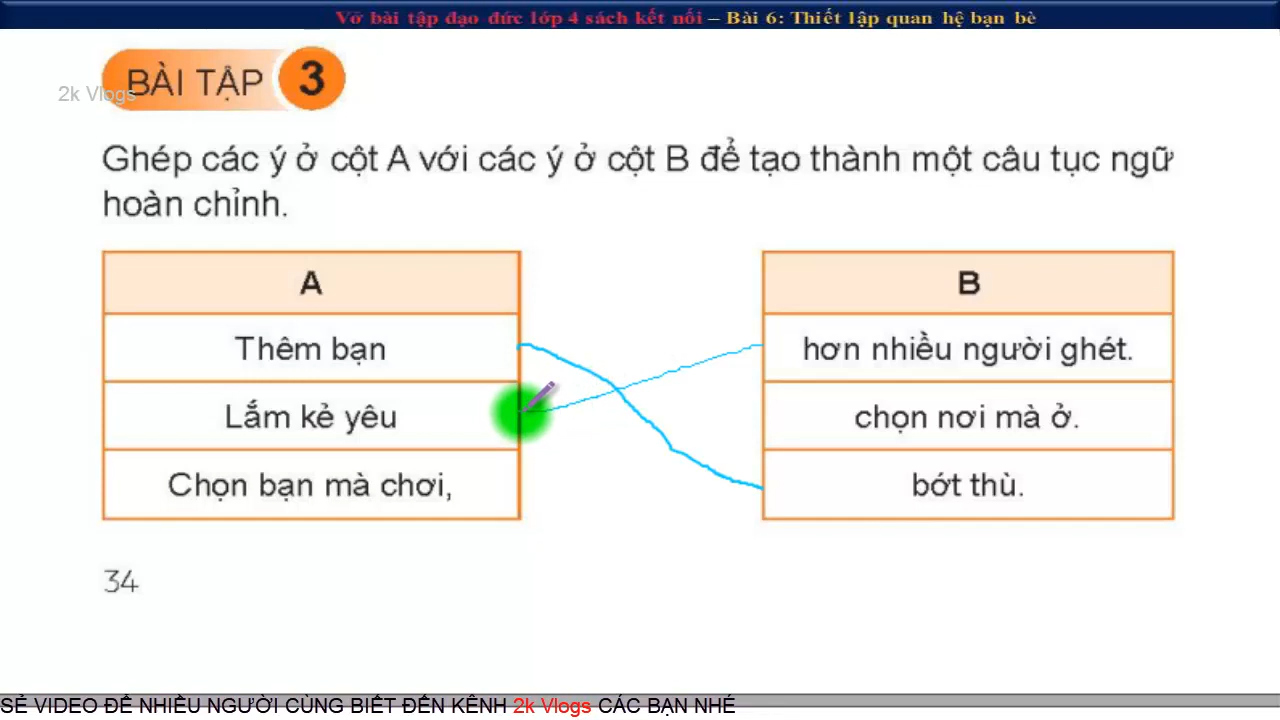 Vở bài tập đạo đức lớp 4 sách kết nối – Bài 6: Thiết lập quan hệ bạn bè
BÀI TẬP 3
2k Vlogs
Ghép các ý ở cột A với các ý ở cột B để tạo thành một câu tục ngữ
hoàn chỉnh.
A
B
Thêm bạn
hơn nhiều người ghét.
Lắm kẻ yêu
chọn nơi mà ở.
Chọn bạn mà chơi,
bớt thù.
34
SẺ VIDEO ĐỂ NHIỀU NGƯỜI CÙNG BIẾT ĐẾN KÊNH 2k Vlogs CÁC BẠN NHÉ